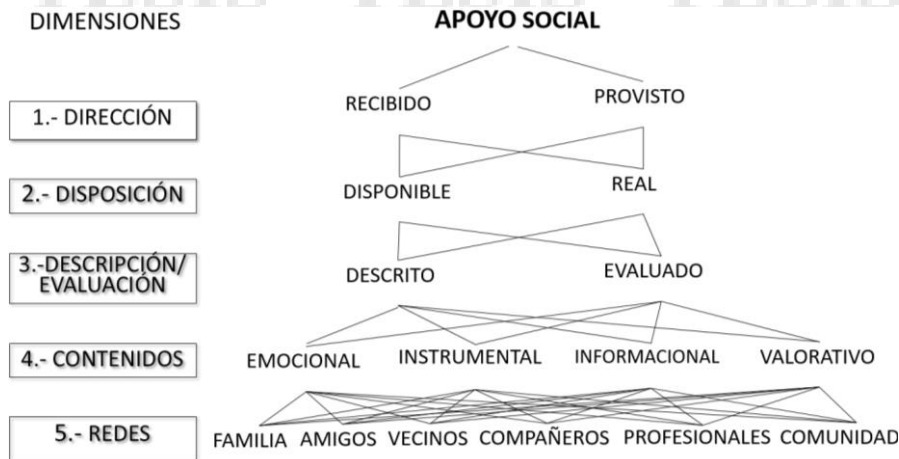 DIMENSIONES
APOYO SOCIAL
1.- DIRECCIÓN
RECIBIDO
PROVISTO
2.- DISPOSICIÓN
DISPONIBLE
REAL
3.-DESCRIPCIÓN/
EVALUACIÓN
DESCRITO
EVALUADO
4.- CONTENIDOS
EMOCIONAL
INSTRUMENTAL
INFORMACIONAL
VALORATIVO
5.- REDES
FAMILIA
AMIGOS
VECINOS
COMPAÑEROS
PROFESIONALES
COMUNIDAD